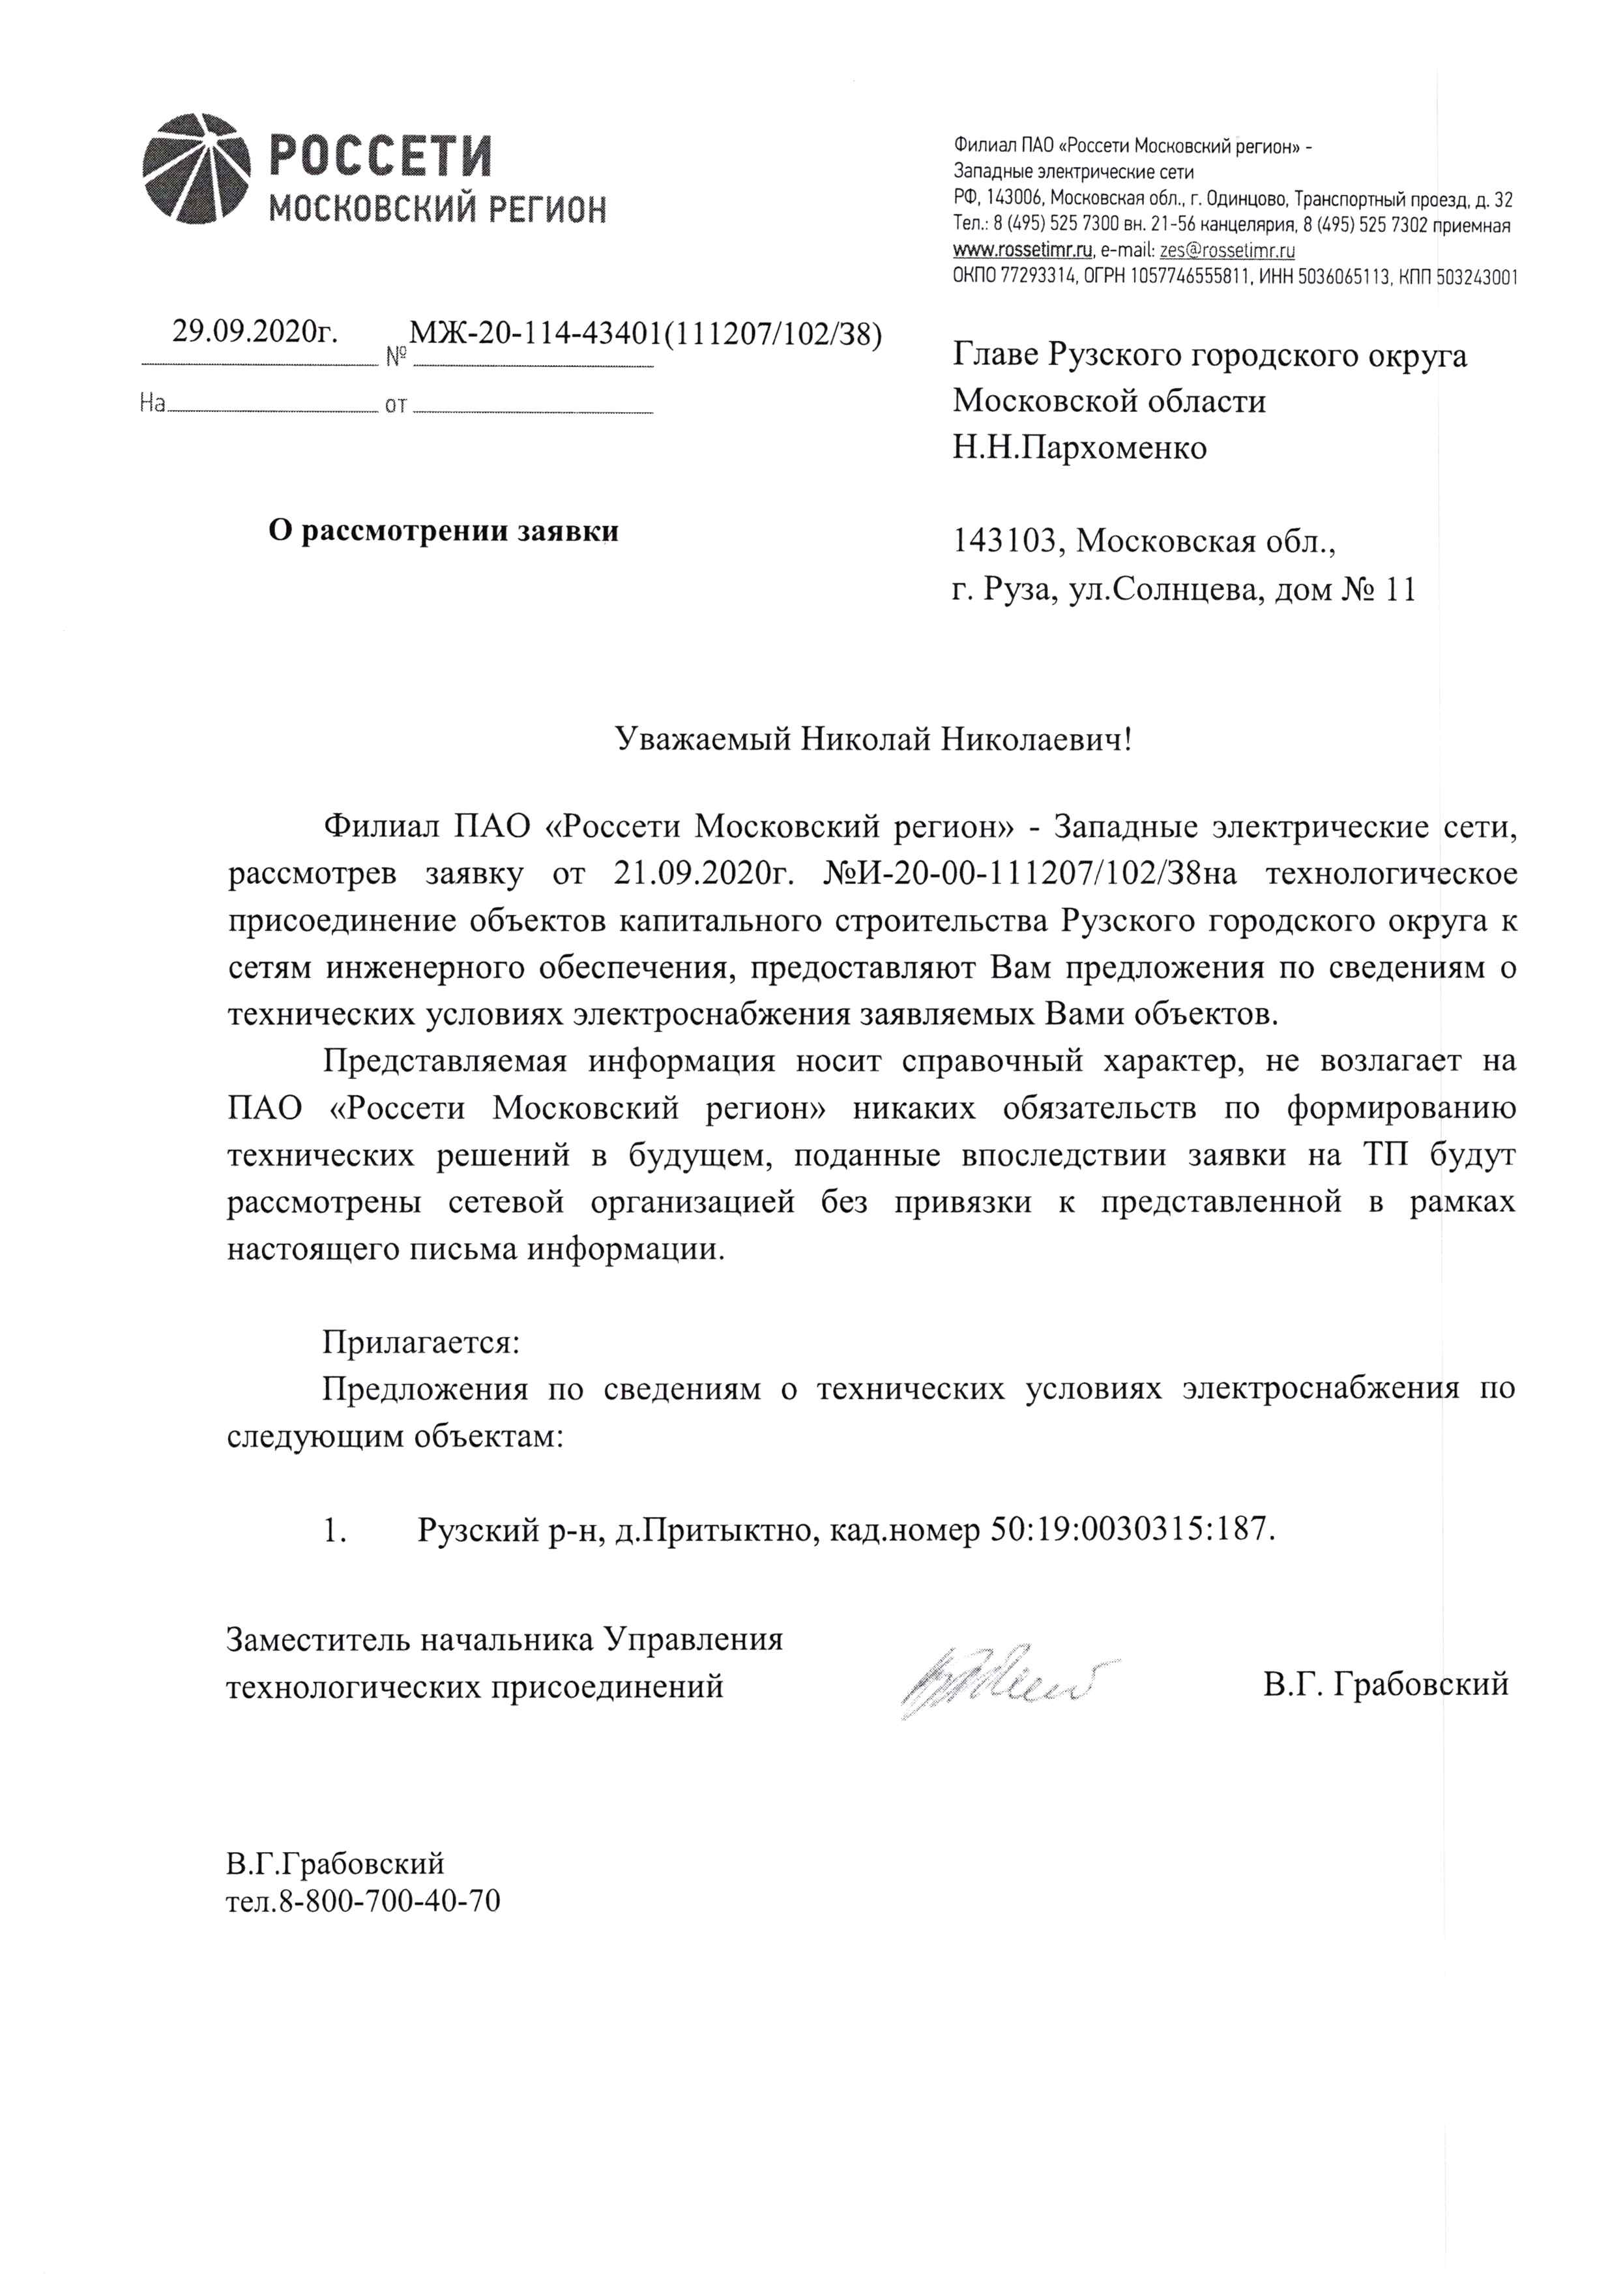 РОССЕТИ
МОСКОВСКИЙ РЕГИОН
Филиал ПАО «Россети Московский регион» -
Западные электрические сети
РФ, 143006, Московская обл., г. Одинцово, Транспортный проезд, д. 32
Тел.: 8 (495) 525 7300 вн. 21-56 канцелярия, 8 (495) 525 7302 приемная
www.rossetimr.ru, e-mail: zes@rossetimr.ru
ОКПО 77293314, ОГРН 1057746555811, ИНН 5036065113, КПП 503243001
29.09.2020г. № МЖ-20-114-43401(111207/102/38)
На от
Главе Рузского городского округа
Московской области
Н.Н.Пархоменко
О рассмотрении заявки
143103, Московская обл.,
г. Руза, ул.Солнцева, дом № 11
Уважаемый Николай Николаевич!
Филиал ПАО «Россети Московский регион» - Западные электрические сети,
рассмотрев заявку от 21.09.2020г. №И-20-00-111207/102/38на технологическое
присоединение объектов капитального строительства Рузского городского округа к
сетям инженерного обеспечения, предоставляют Вам предложения по сведениям о
технических условиях электроснабжения заявляемых Вами объектов.
Представляемая информация носит справочный характер, не возлагает на
ПАО «Россети Московский регион» никаких обязательств по формированию
технических решений в будущем, поданные впоследствии заявки на ТП будут
рассмотрены сетевой организацией без привязки к представленной в рамках
настоящего письма информации.
Прилагается:
Предложения по сведениям о технических условиях электроснабжения по
следующим объектам:
1. Рузский р-н, д.Притыктно, кад.номер 50:19:0030315:187.
Заместитель начальника Управления
технологических присоединений
В.Г. Грабовский
В.Г.Грабовский
тел.8-800-700-40-70